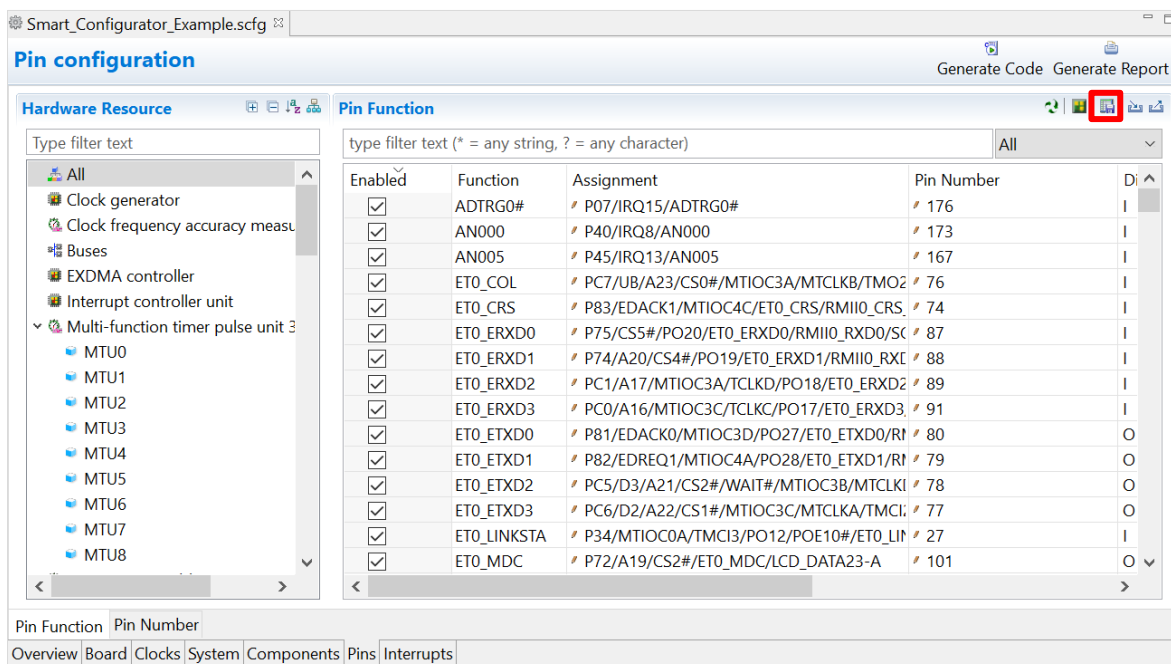 Smart_Configurator_Example.scfg
Pin configuration
Generate Code Generate Report
Hardware Resource
Pin Function
Type filter text
type filter text (* = any string, ? = any character)
All
All
Clock generator
Clock frequency accuracy measu
Buses
EXDMA controller
Interrupt controller unit
Multi-function timer pulse unit 3
MTU0
MTU1
MTU2
MTU3
MTU4
MTU5
MTU6
MTU7
MTU8
Enabled Function Assignment Pin Number Di
ADTRG0# P07/IRQ15/ADTRG0# 176 I
AN000 P40/IRQ8/AN000 173 I
AN005 P45/IRQ13/AN005 167 I
ET0_COL PC7/UB/A23/CS0#/MTIOC3A/MTCLKB/TMO2 76 I
ET0_CRS P83/EDACK1/MTIOC4C/ET0_CRS/RMII0_CRS_ 74 I
ET0_ERXD0 P75/CS5#/PO20/ET0_ERXD0/RMII0_RXD0/SC 87 I
ET0_ERXD1 P74/A20/CS4#/PO19/ET0_ERXD1/RMII0_RXD 88 I
ET0_ERXD2 PC1/A17/MTIOC3A/TCLKD/PO18/ET0_ERXD2 89 I
ET0_ERXD3 PC0/A16/MTIOC3C/TCLKC/PO17/ET0_ERXD3 91 I
ET0_ETXD0 P81/EDACK0/MTIOC3D/PO27/ET0_ETXD0/RM 80 O
ET0_ETXD1 P82/EDREQ1/MTIOC4A/PO28/ET0_ETXD1/RM 79 O
ET0_ETXD2 PC5/D3/A21/CS2#/WAIT#/MTIOC3B/MTCLKD 78 O
ET0_ETXD3 PC6/D2/A22/CS1#/MTIOC3C/MTCLKA/TMCI 77 O
ET0_LINKSTA P34/MTIOC0A/TMCI3/PO12/POE10#/ET0_LIN 27 I
ET0_MDC P72/A19/CS2#/ET0_MDC/LCD_DATA23-A 101 O
Pin Function Pin Number
Overview Board Clocks System Components Pins Interrupts